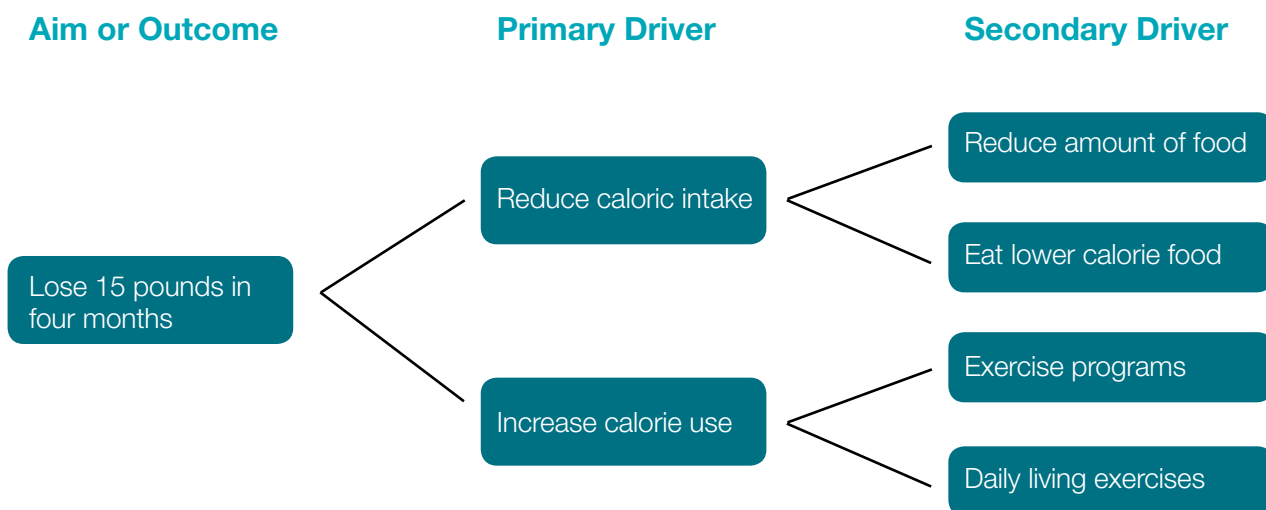 Aim or Outcome
Primary Driver
Secondary Driver
Lose 15 pounds in
four months
Reduce caloric intake
Increase calorie use
Reduce amount of food
Eat lower calorie food
Exercise programs
Daily living exercises